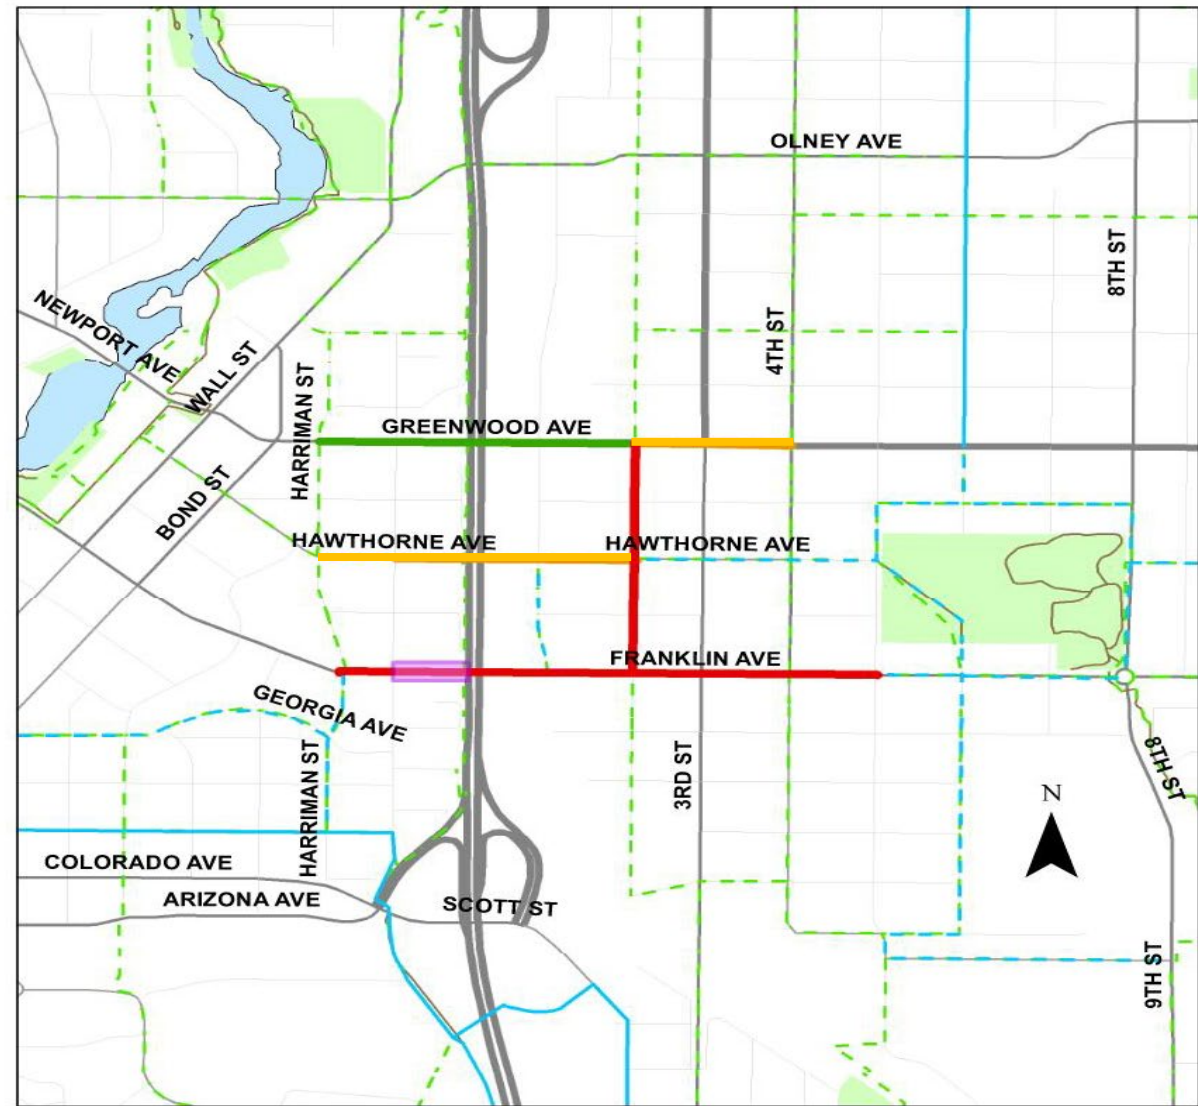 OLNEY AVE
8TH ST
NEWPORT AVE
WALL ST
4TH ST
HARRIMAN ST
GREENWOOD AVE
BOND ST
HAWTHORNE AVE
HAWTHORNE AVE
FRANKLIN AVE
GEORGIA AVE
HARRIMAN ST
3RD ST
8TH ST
N
COLORADO AVE
ARIZONA AVE
SCOTT ST
9TH ST